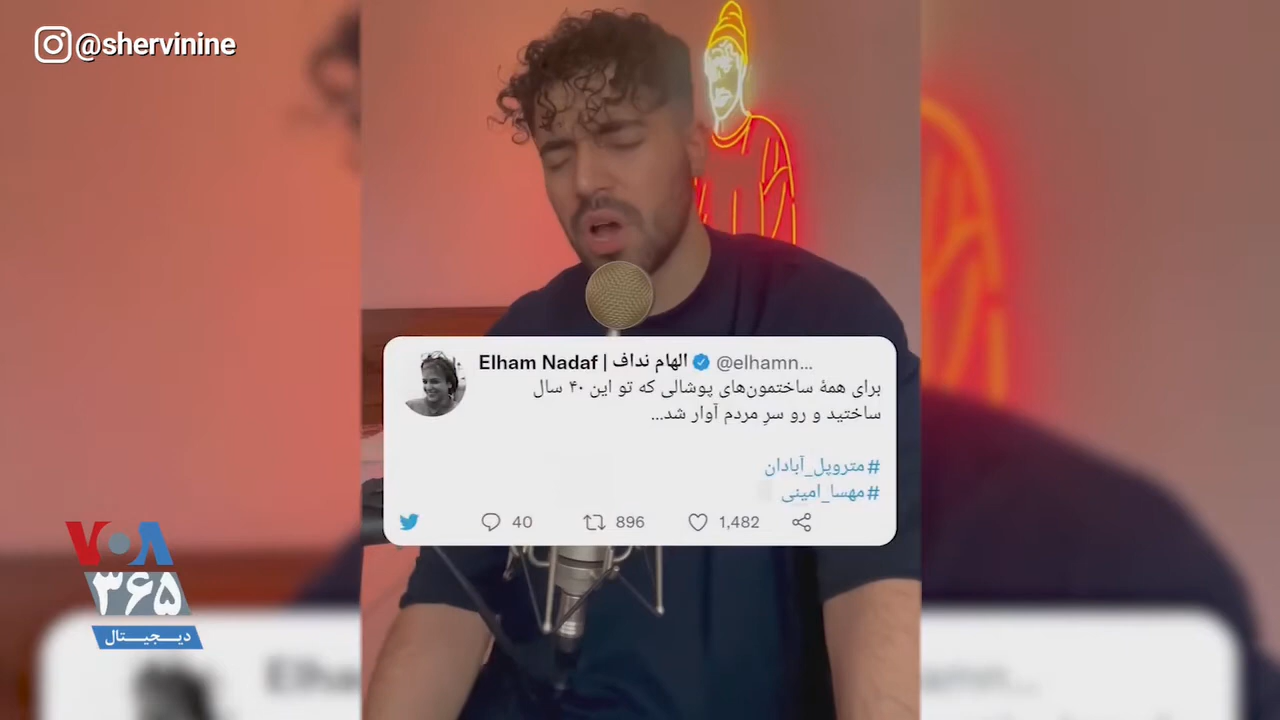 @shervinine
Elham Nadaf | الهام نداف @elhamn...
برای همهٔ ساختمون‌های پوشالی که تو این ۴۰ سال
ساختید و رو سرِ مردم آوار شد...
#متروپل_آبادان
#مهسا_امینی
40 896 1,482
VOA
۳۶۵
دیـجیـتـال